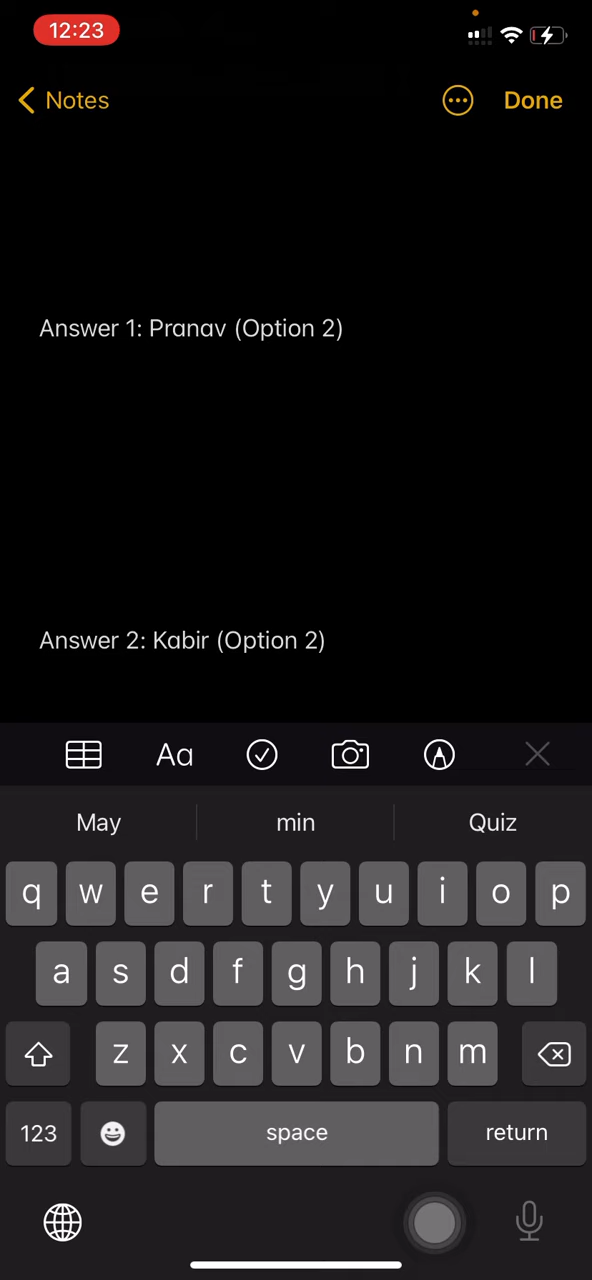 12:23
Notes
Done
Answer 1: Pranav (Option 2)
Answer 2: Kabir (Option 2)
Aa
May
min
Quiz
q w e r t y u i o p
a s d f g h j k l
z x c v b n m
123
space
return